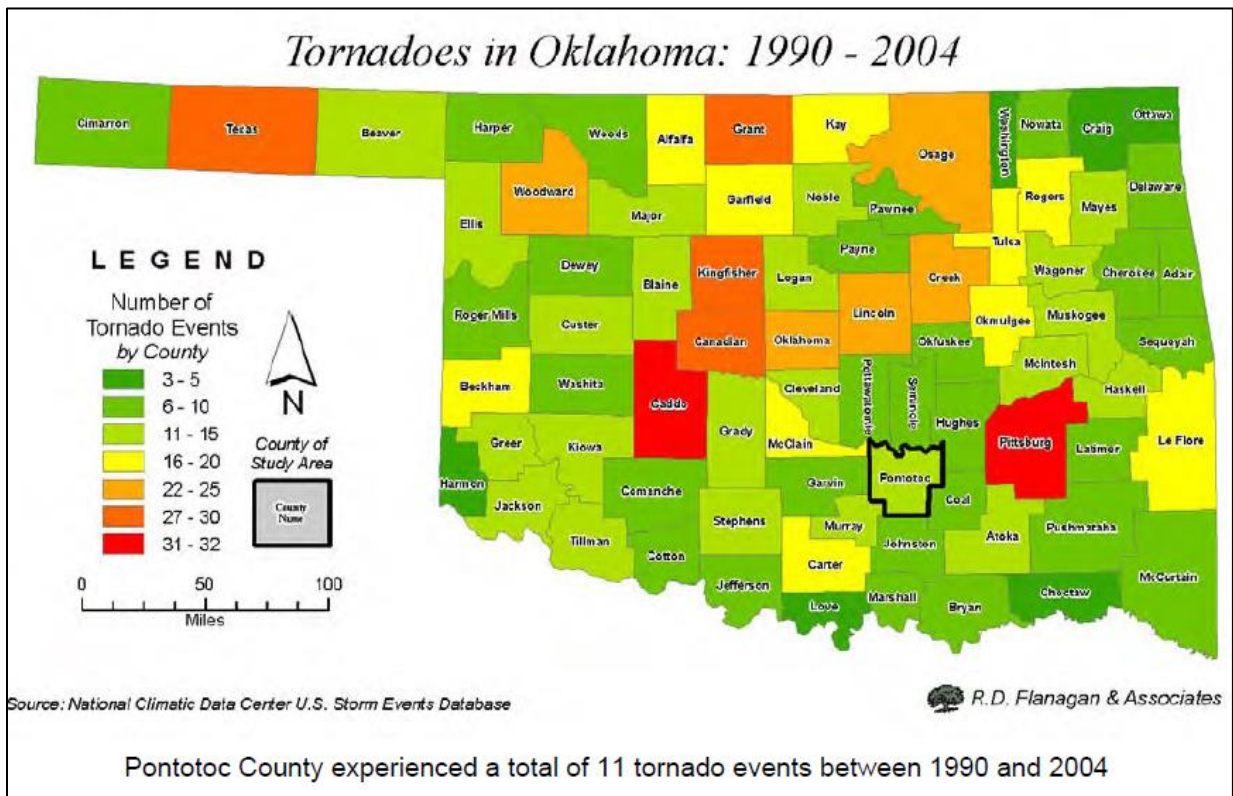 Tornadoes in Oklahoma: 1990 - 2004
Cimarron
Texas
Beaver
Harper
Woods
Alfalfa
Grant
Kay
Osage
Washington
Nowata
Craig
Ottawa
Woodward
Ellis
Major
Garfield
Noble
Pawnee
Rogers
Mayes
Delaware
Tulsa
Payne
Creek
Wagoner
Cherokee
Adair
Dewey
Blaine
Kingfisher
Logan
Lincoln
Roger Mills
Custer
Canadian
Oklahoma
Okmulgee
Muskogee
Okfuskee
Sequoyah
McIntosh
Haskell
Beckham
Washita
Caddo
Cleveland
Pottawatomie
Seminole
Hughes
Pittsburg
Latimer
Le Flore
Greer
Kiowa
Grady
McClain
Harmon
Jackson
Comanche
Garvin
Pontotoc
Coal
Stephens
Murray
Johnston
Atoka
Pushmataha
Tillman
Cotton
Carter
McCurtain
Jefferson
Love
Marshall
Bryan
Choctaw
LEGEND
Number of
Tornado Events
by County
3 - 5
6 - 10
11 - 15
16 - 20
22 - 25
27 - 30
31 - 32
N
County of
Study Area
County
Name
0 50 100
Miles
Source: National Climatic Data Center U.S. Storm Events Database
R.D. Flanagan & Associates
Pontotoc County experienced a total of 11 tornado events between 1990 and 2004